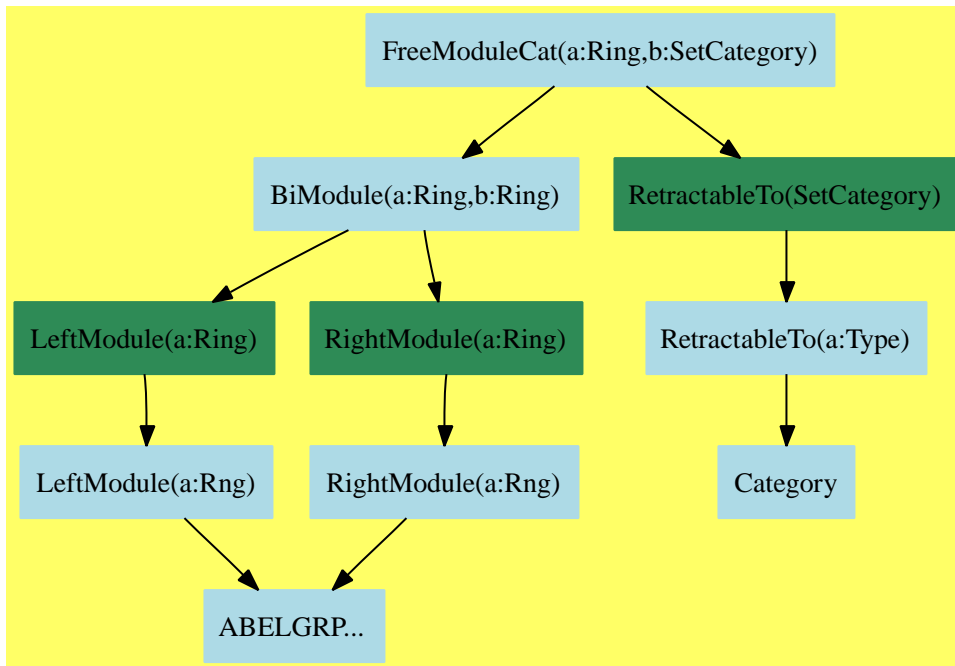 FreeModuleCat(a:Ring,b:SetCategory)
BiModule(a:Ring,b:Ring)
RetractableTo(SetCategory)
LeftModule(a:Ring)
RightModule(a:Ring)
RetractableTo(a:Type)
LeftModule(a:Rng)
RightModule(a:Rng)
Category
ABELGRP...